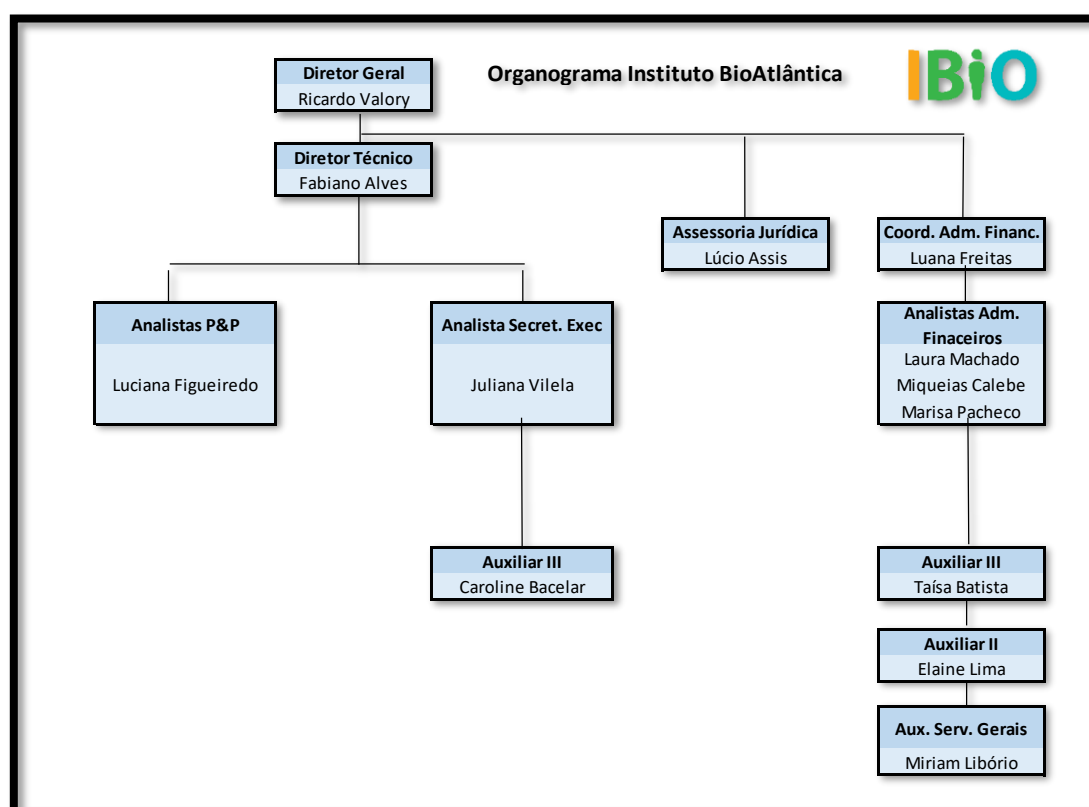 Diretor Geral
Ricardo Valory
Organograma Instituto BioAtlântica
IBiO
Diretor Técnico
Fabiano Alves
Assessoria Jurídica
Lúcio Assis
Coord. Adm. Financ.
Luana Freitas
Analistas P&P
Luciana Figueiredo
Analista Secret. Exec
Juliana Vilela
Analistas Adm.
Finaceiros
Laura Machado
Miqueias Calebe
Marisa Pacheco
Auxiliar III
Caroline Bacelar
Auxiliar III
Taísa Batista
Auxiliar II
Elaine Lima
Aux. Serv. Gerais
Miriam Libório